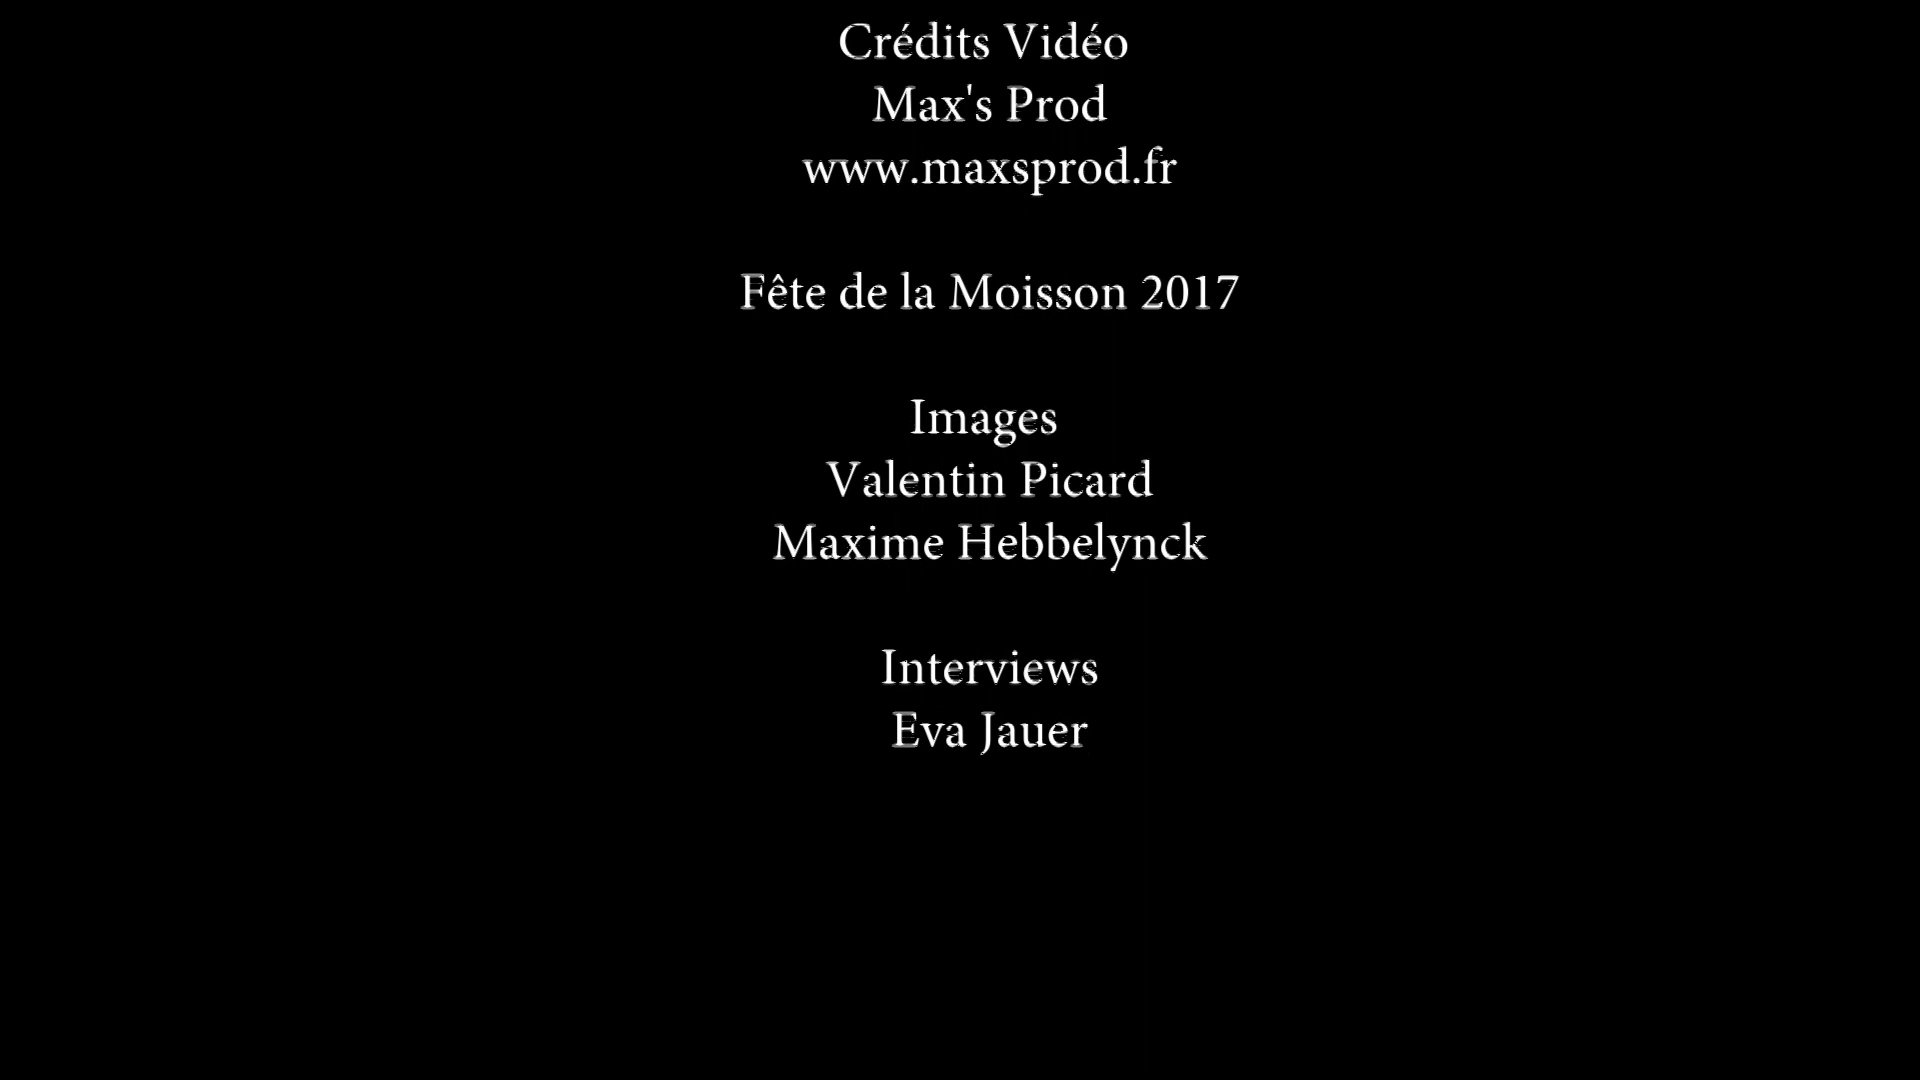 Crédits Vidéo
Max's Prod
www.maxsprod.fr
Fête de la Moisson 2017
Images
Valentin Picard
Maxime Hebbelynck
Interviews
Eva Jauer